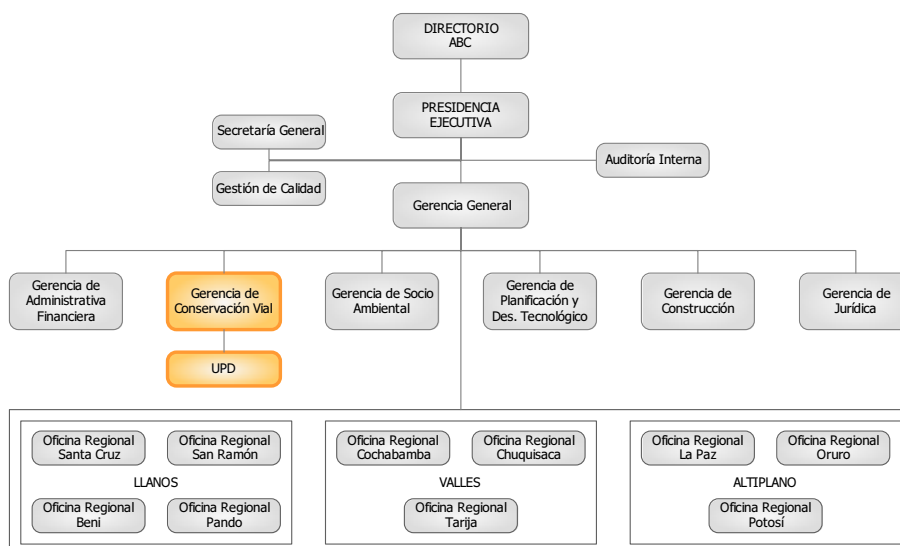 DIRECTORIO
ABC
PRESIDENCIA
EJECUTIVA
Secretaría General
Auditoría Interna
Gestión de Calidad
Gerencia General
Gerencia de
Administrativa
Financiera
Gerencia de
Conservación Vial
Gerencia de Socio
Ambiental
Gerencia de
Planificación y
Des. Tecnológico
Gerencia de
Construcción
Gerencia de
Jurídica
UPD
Oficina Regional
Santa Cruz
Oficina Regional
San Ramón
LLANOS
Oficina Regional
Beni
Oficina Regional
Pando
Oficina Regional
Cochabamba
Oficina Regional
Chuquisaca
VALLES
Oficina Regional
Tarija
Oficina Regional
La Paz
Oficina Regional
Oruro
ALTIPLANO
Oficina Regional
Potosí